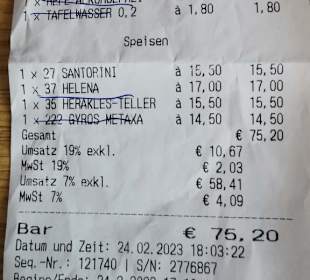 1 x TAFELWASSER 0,2 à 1,80 1,80
Speisen
1 x 27 SANTORINI à 15,50 15,50
1 x 37 HELENA à 17,00 17,00
1 x 35 HERAKLES-TELLER à 15,50 15,50
1 x 222 GYROS METAXA à 14,50 14,50
Gesamt € 75,20
Umsatz 19% exkl. € 10,67
MwSt 19% € 2,03
Umsatz 7% exkl. € 58,41
MwSt 7% € 4,09
Bar € 75,20
Datum und Zeit: 24.02.2023 18:03:22
Seq.-Nr.: 121740 | S/N: 2776867